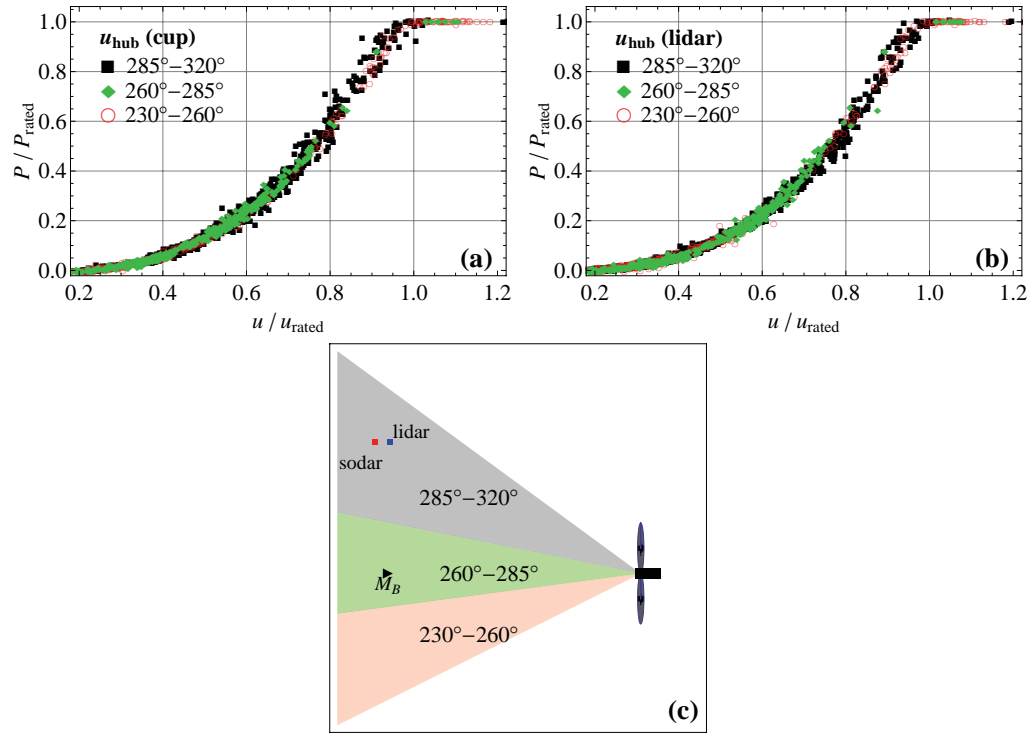 u_hub (cup)
285°−320°
260°−285°
230°−260°
P / P_rated
1.0
0.8
0.6
0.4
0.2
0.0
0.2 0.4 0.6 0.8 1.0 1.2
u / u_rated
(a)
u_hub (lidar)
285°−320°
260°−285°
230°−260°
P / P_rated
1.0
0.8
0.6
0.4
0.2
0.0
0.2 0.4 0.6 0.8 1.0 1.2
u / u_rated
(b)
lidar
sodar
285°−320°
260°−285°
M_B
230°−260°
(c)